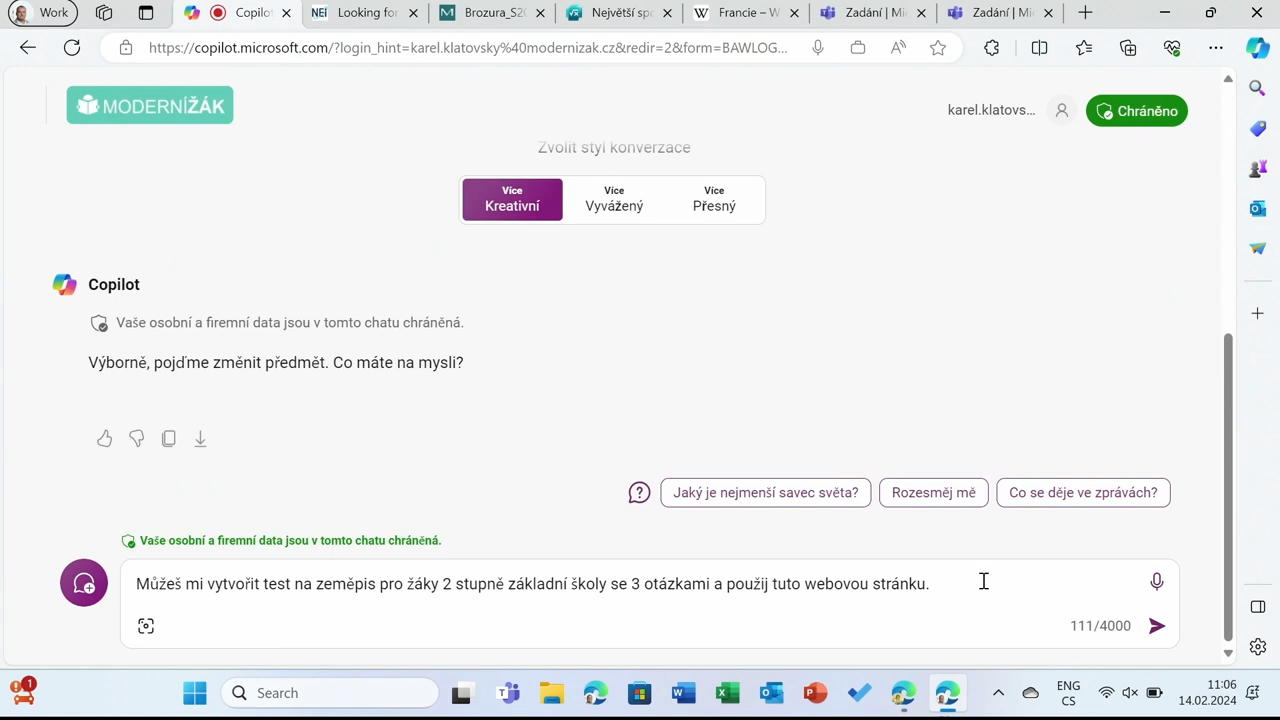 Work
Copilot
Looking for
Brozura_S2
Největší sp
Francie – W
Zadání | Mi
Zadání | Mi
https://copilot.microsoft.com/?login_hint=karel.klatovsky%40modernizak.cz&redir=2&form=BAWLOG...
MODERNÍŽÁK
karel.klatovs...
Chráněno
Zvolit styl konverzace
Více
Kreativní
Více
Vyvážený
Více
Přesný
Copilot
Vaše osobní a firemní data jsou v tomto chatu chráněná.
Výborně, pojďme změnit předmět. Co máte na mysli?
Jaký je nejmenší savec světa?
Rozesměj mě
Co se děje ve zprávách?
Vaše osobní a firemní data jsou v tomto chatu chráněná.
Můžeš mi vytvořit test na zeměpis pro žáky 2 stupně základní školy se 3 otázkami a použij tuto webovou stránku.
111/4000
1
Search
ENG
CS
11:06
14.02.2024